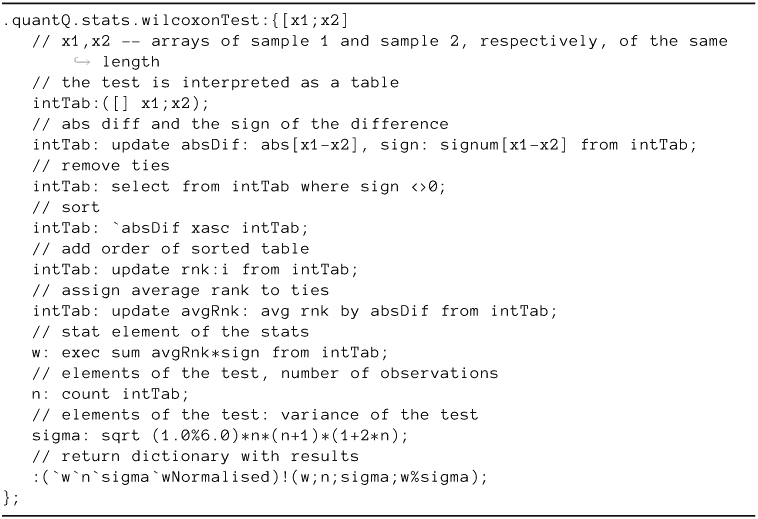 .quantQ.stats.wilcoxonTest:{[x1;x2]
// x1,x2 -- arrays of sample 1 and sample 2, respectively, of the same
↪ length
// the test is interpreted as a table
intTab:([] x1;x2);
// abs diff and the sign of the difference
intTab: update absDif: abs[x1-x2], sign: signum[x1-x2] from intTab;
// remove ties
intTab: select from intTab where sign <>0;
// sort
intTab: `absDif xasc intTab;
// add order of sorted table
intTab: update rnk:i from intTab;
// assign average rank to ties
intTab: update avgRnk: avg rnk by absDif from intTab;
// stat element of the stats
w: exec sum avgRnk*sign from intTab;
// elements of the test, number of observations
n: count intTab;
// elements of the test: variance of the test
sigma: sqrt (1.0%6.0)*n*(n+1)*(1+2*n);
// return dictionary with results
:(`w`n`sigma`wNormalised)!(w;n;sigma;w%sigma);
};